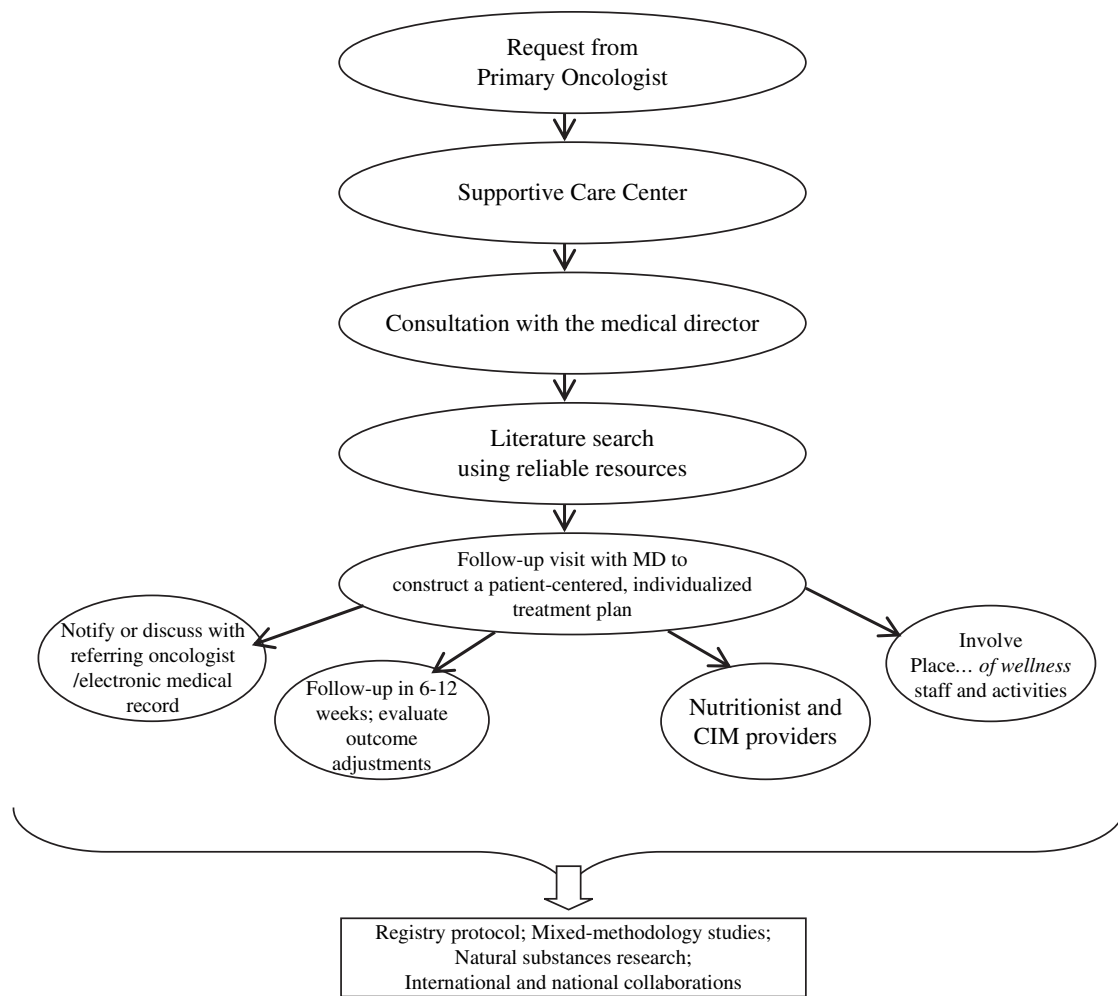 Request from
Primary Oncologist
Supportive Care Center
Consultation with the medical director
Literature search
using reliable resources
Follow-up visit with MD to
construct a patient-centered, individualized
treatment plan
Notify or discuss with
referring oncologist
/electronic medical
record
Follow-up in 6-12
weeks; evaluate
outcome
adjustments
Nutritionist and
CIM providers
Involve
Place... of wellness
staff and activities
Registry protocol; Mixed-methodology studies;
Natural substances research;
International and national collaborations